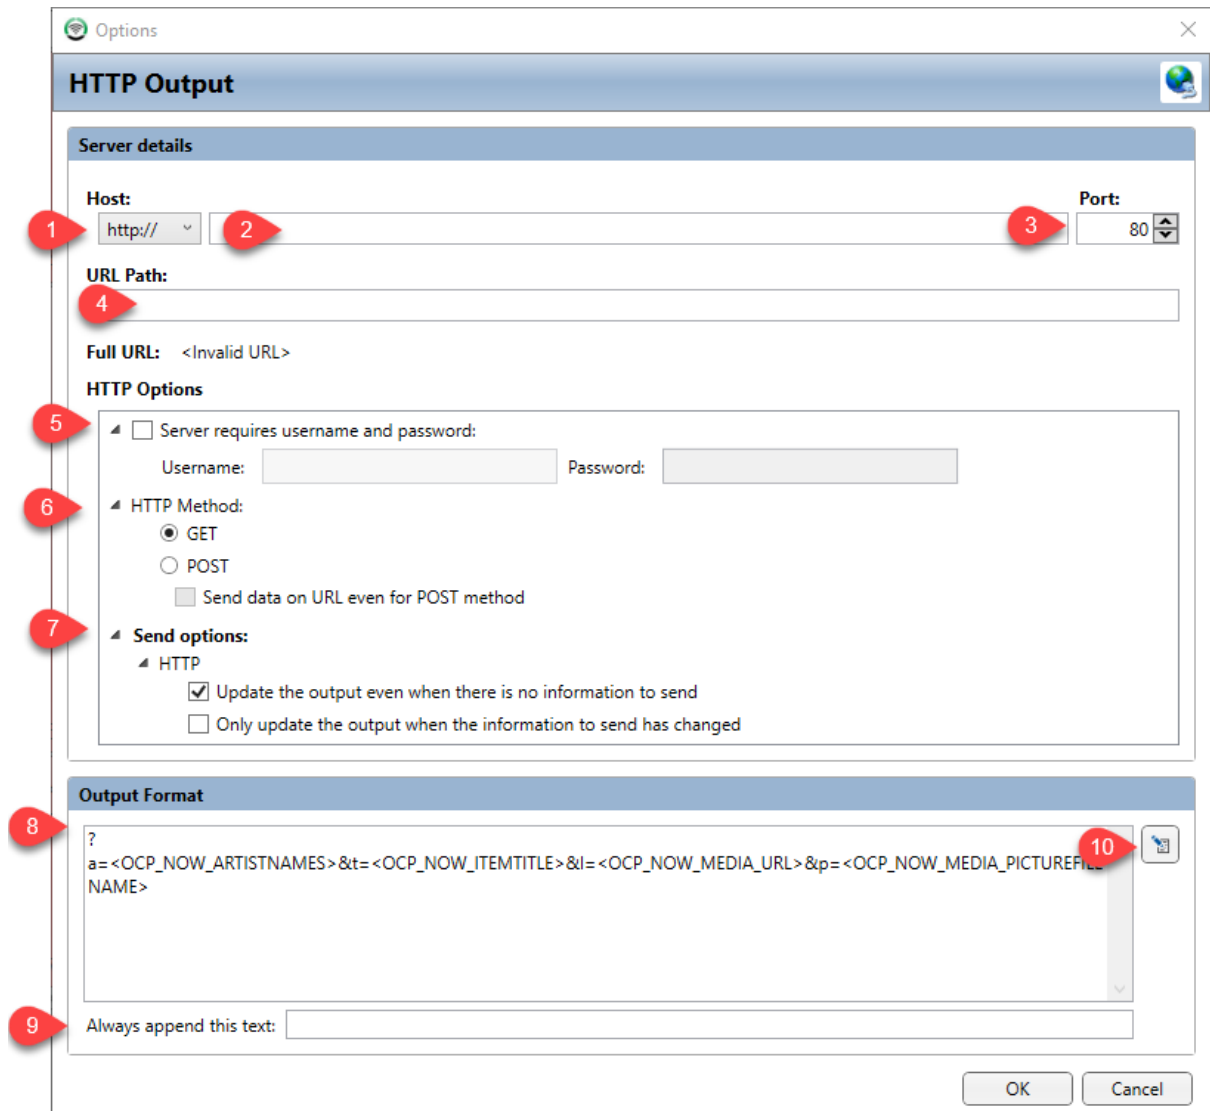 Options
HTTP Output
Server details
Host:
Port:
1
http://
2
3
80
URL Path:
4
Full URL: <Invalid URL>
HTTP Options
5
Server requires username and password:
Username:
Password:
6
HTTP Method:
GET
POST
Send data on URL even for POST method
7
Send options:
HTTP
Update the output even when there is no information to send
Only update the output when the information to send has changed
Output Format
8
?
a=<OCP_NOW_ARTISTNAMES>&t=<OCP_NOW_ITEMTITLE>&l=<OCP_NOW_MEDIA_URL>&p=<OCP_NOW_MEDIA_PICTUREFILE
NAME>
10
9
Always append this text:
OK
Cancel